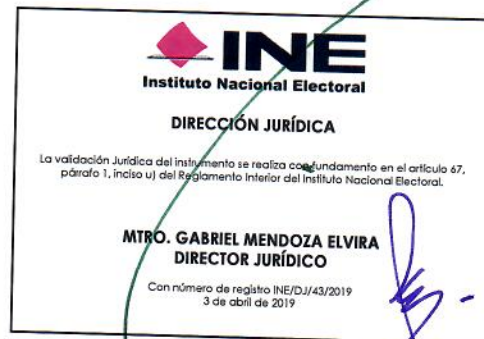 INE
Instituto Nacional Electoral
DIRECCIÓN JURÍDICA
La validación Jurídica del instrumento se realiza con fundamento en el artículo 67,
párrafo 1, inciso u) del Reglamento Interior del Instituto Nacional Electoral.
MTRO. GABRIEL MENDOZA ELVIRA
DIRECTOR JURÍDICO
Con número de registro INE/DJ/43/2019
3 de abril de 2019